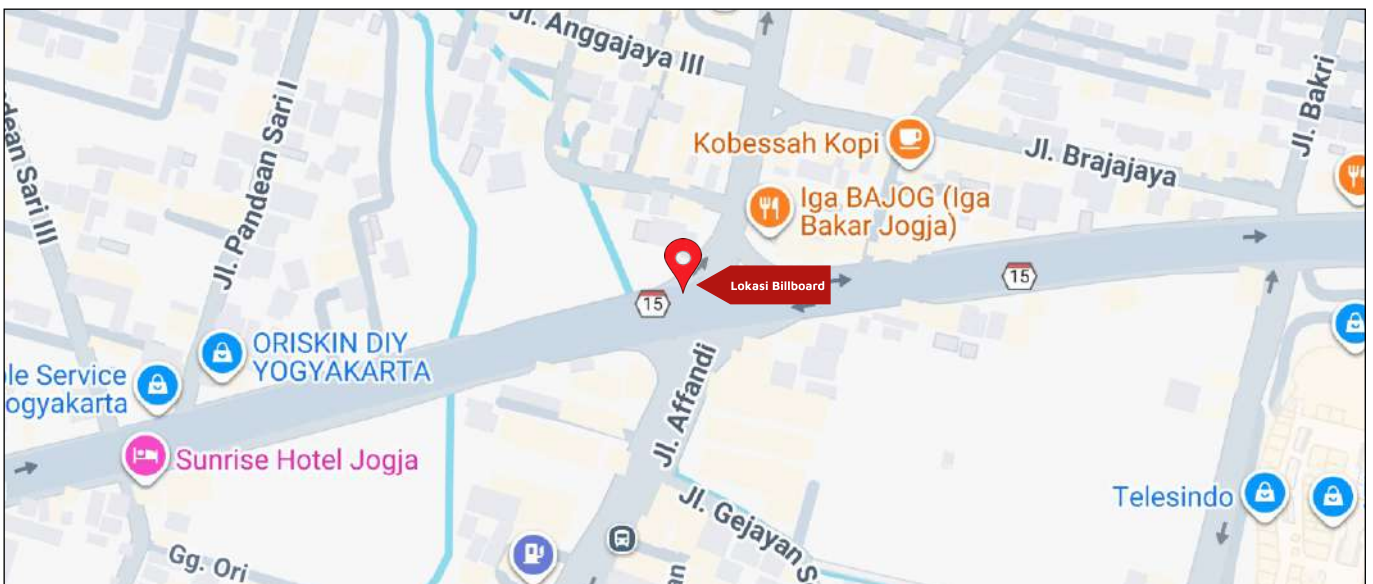 Jl. Anggajaya III
Jl. Bakri
dean Sari III
Jl. Pandean Sari I
Kobessah Kopi
Jl. Brajajaya
Iga BAJOG (Iga
Bakar Jogja)
Lokasi Billboard
15
15
ORISKIN DIY
YOGYAKARTA
le Service
ogyakarta
Jl. Affandi
Sunrise Hotel Jogja
Telesindo
Jl. Gejayan S
Gg. Ori
an